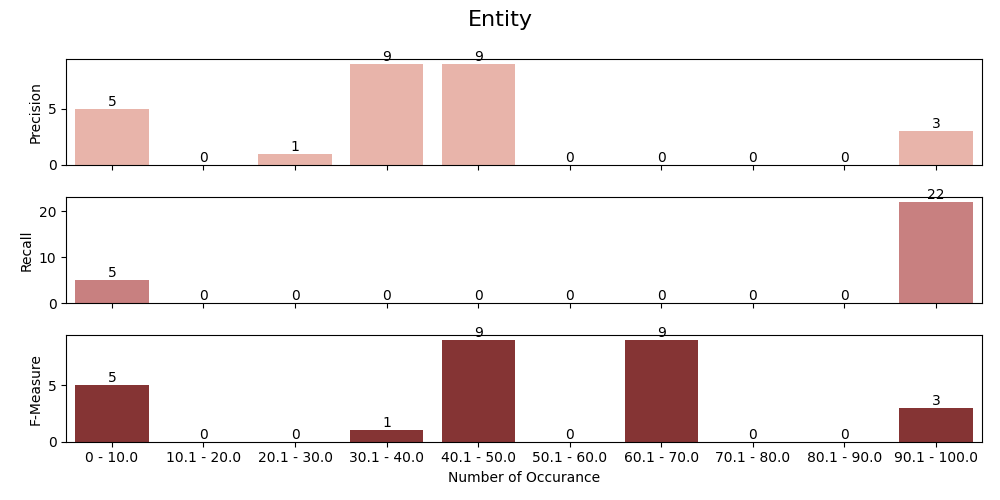 Entity
Precision
5
0
5 0 1 9 9 0 0 0 0 3
Recall
20
10
0
5 0 0 0 0 0 0 0 0 22
F-Measure
5
0
5 0 0 1 9 0 9 0 0 3
0 - 10.0 10.1 - 20.0 20.1 - 30.0 30.1 - 40.0 40.1 - 50.0 50.1 - 60.0 60.1 - 70.0 70.1 - 80.0 80.1 - 90.0 90.1 - 100.0
Number of Occurance